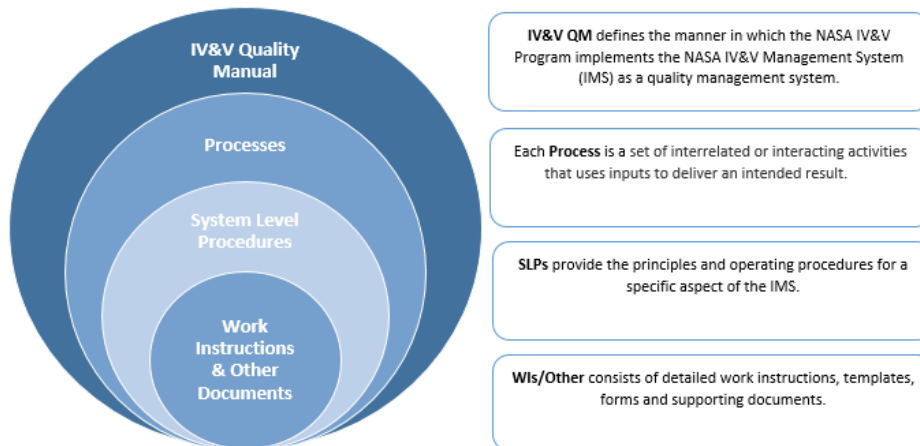 IV&V Quality
Manual
Processes
System Level
Procedures
Work
Instructions
& Other
Documents
IV&V QM defines the manner in which the NASA IV&V
Program implements the NASA IV&V Management System
(IMS) as a quality management system.
Each Process is a set of interrelated or interacting activities
that uses inputs to deliver an intended result.
SLPs provide the principles and operating procedures for a
specific aspect of the IMS.
WIs/Other consists of detailed work instructions, templates,
forms and supporting documents.